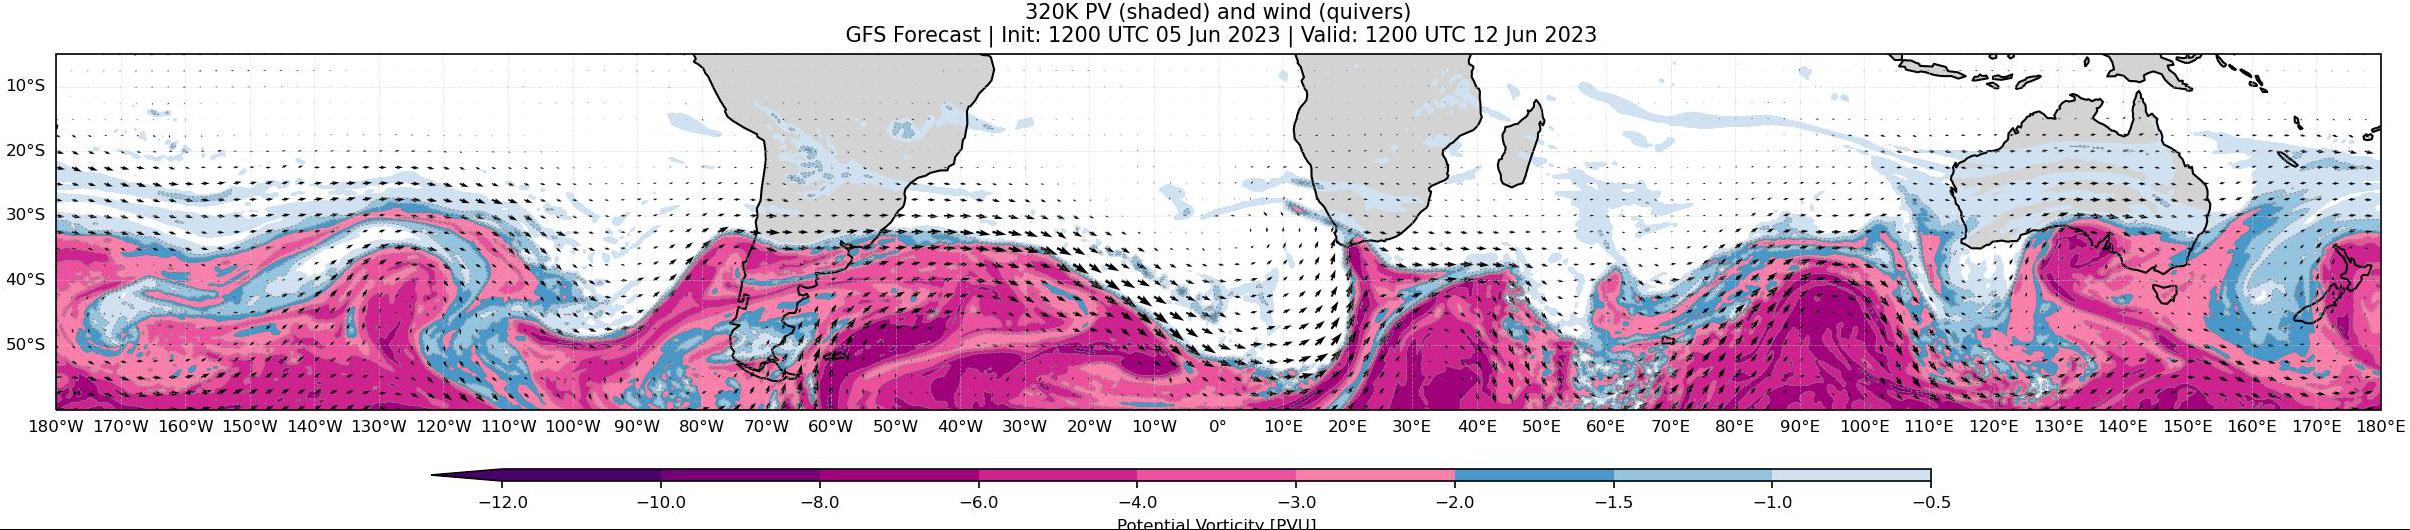 320K PV (shaded) and wind (quivers)
GFS Forecast | Init: 1200 UTC 05 Jun 2023 | Valid: 1200 UTC 12 Jun 2023
10°S
20°S
30°S
40°S
50°S
180°W 170°W 160°W 150°W 140°W 130°W 120°W 110°W 100°W 90°W 80°W 70°W 60°W 50°W 40°W 30°W 20°W 10°W 0° 10°E 20°E 30°E 40°E 50°E 60°E 70°E 80°E 90°E 100°E 110°E 120°E 130°E 140°E 150°E 160°E 170°E 180°E
−12.0 −10.0 −8.0 −6.0 −4.0 −3.0 −2.0 −1.5 −1.0 −0.5
Potential Vorticity [PVU]